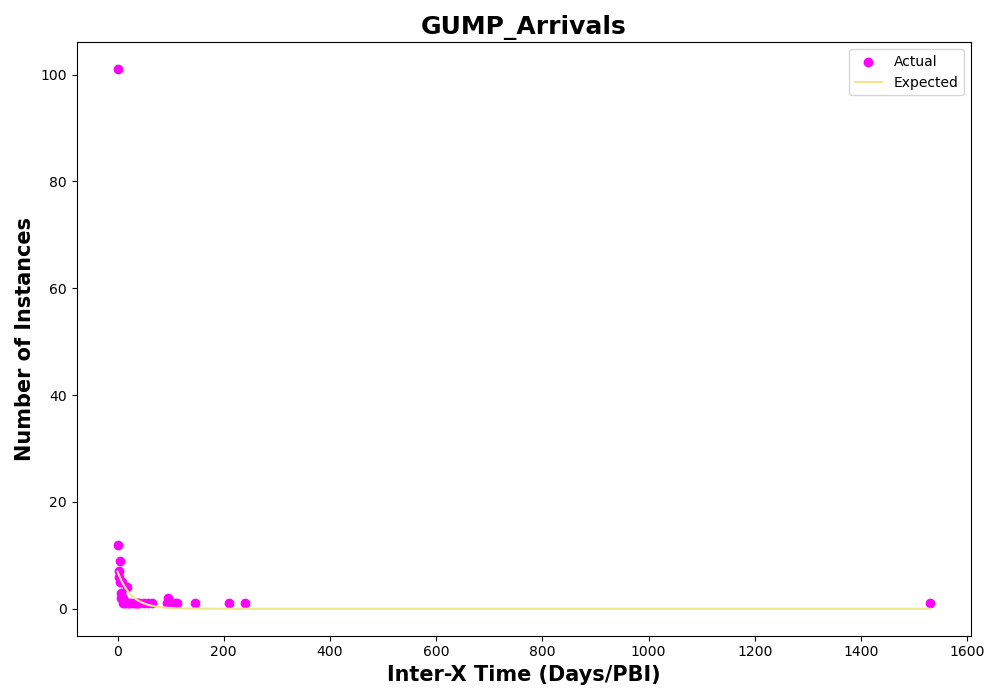 GUMP_Arrivals
Actual
Expected
Number of Instances
100
80
60
40
20
0
0 200 400 600 800 1000 1200 1400 1600
Inter-X Time (Days/PBI)